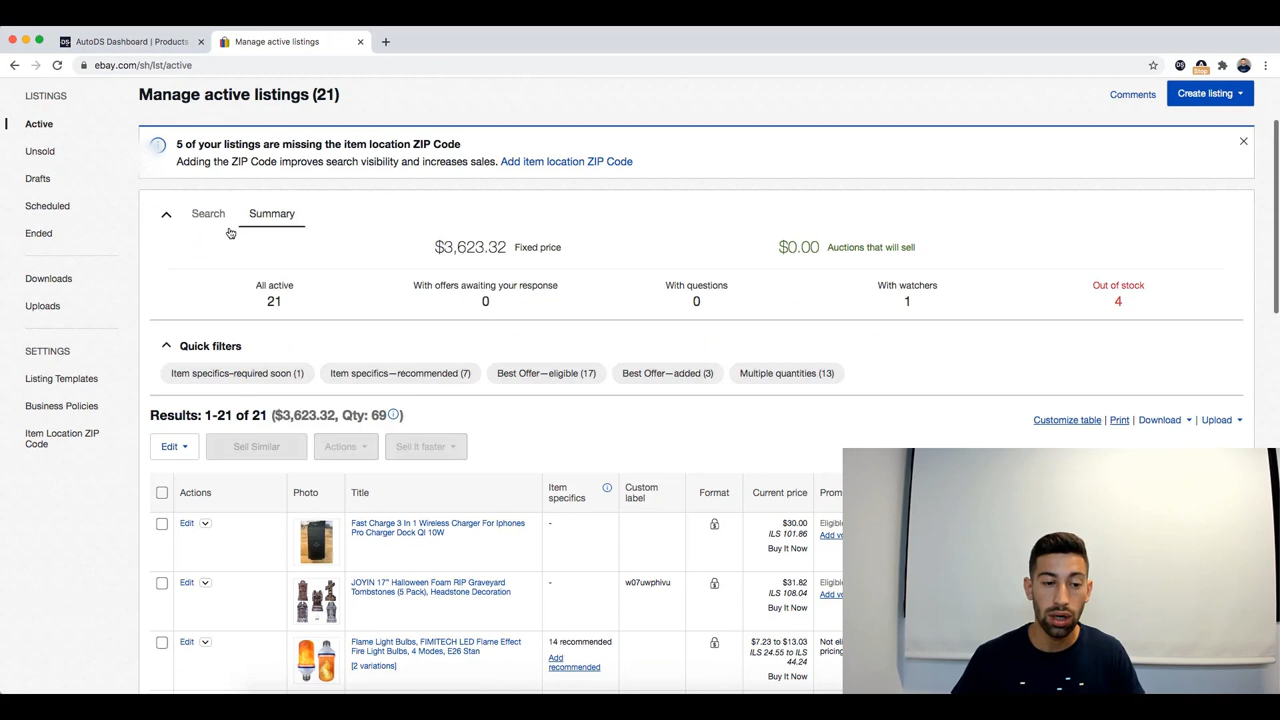 AutoDS Dashboard | Products
Manage active listings
ebay.com/sh/lst/active
LISTINGS
Active
Unsold
Drafts
Scheduled
Ended
Downloads
Uploads
SETTINGS
Listing Templates
Business Policies
Item Location ZIP
Code
Manage active listings (21)
Comments
Create listing
5 of your listings are missing the item location ZIP Code
Adding the ZIP Code improves search visibility and increases sales. Add item location ZIP Code
Search Summary
$3,623.32 Fixed price
$0.00 Auctions that will sell
All active
21
With offers awaiting your response
0
With questions
0
With watchers
1
Out of stock
4
Quick filters
Item specifics–required soon (1)
Item specifics—recommended (7)
Best Offer—eligible (17)
Best Offer—added (3)
Multiple quantities (13)
Results: 1-21 of 21 ($3,623.32, Qty: 69)
Customize table | Print | Download | Upload
Edit
Sell Similar
Actions
Sell it faster
Actions
Photo
Title
Item
specifics
Custom
label
Format
Current price
Edit
Fast Charge 3 In 1 Wireless Charger For Iphones
Pro Charger Dock QI 10W
-
$30.00
ILS 101.86
Buy It Now
Edit
JOYIN 17" Halloween Foam RIP Graveyard
Tombstones (5 Pack), Headstone Decoration
-
w07uwphivu
$31.82
ILS 108.04
Buy It Now
Edit
Flame Light Bulbs, FIMITECH LED Flame Effect
Fire Light Bulbs, 4 Modes, E26 Stan
[2 variations]
14 recommended
Add
recommended
$7.23 to $13.03
ILS 24.55 to ILS
44.24
Buy It Now